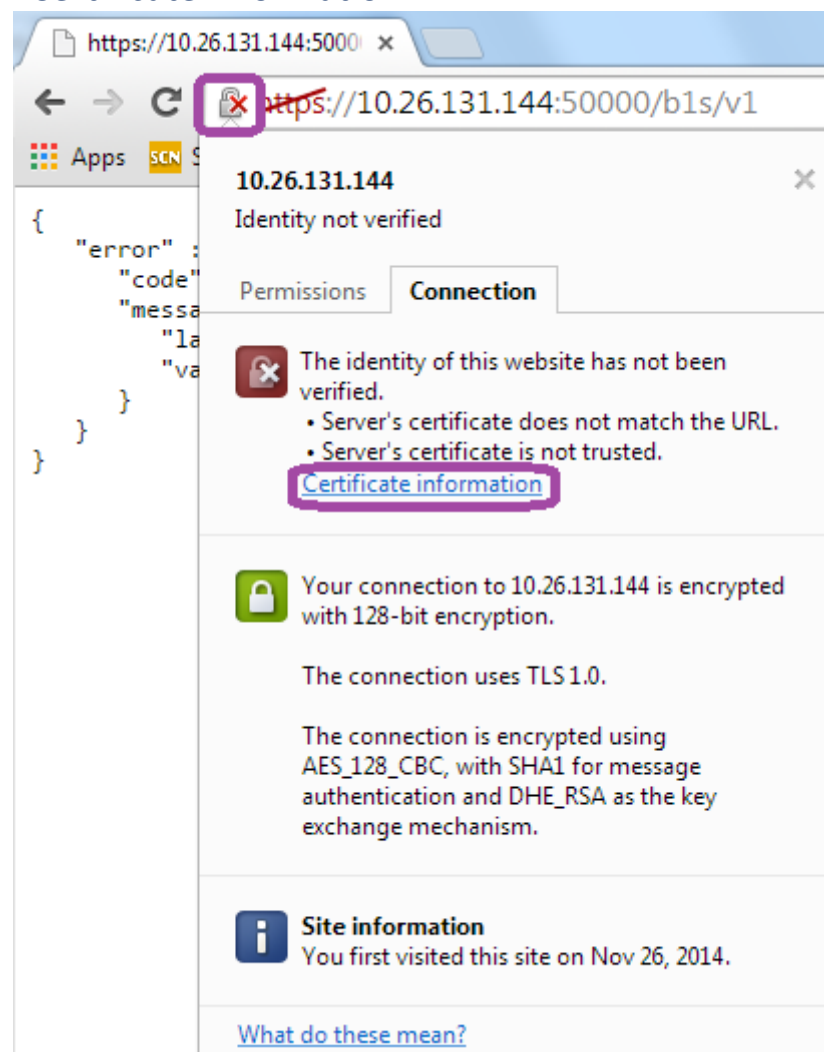 https://10.26.131.144:5000
https://10.26.131.144:50000/b1s/v1
Apps SCN
10.26.131.144
Identity not verified
Permissions Connection
{
"error" :
"code"
"messa
"la
"va
}
}
}
The identity of this website has not been
verified.
• Server's certificate does not match the URL.
• Server's certificate is not trusted.
Certificate information
Your connection to 10.26.131.144 is encrypted
with 128-bit encryption.
The connection uses TLS 1.0.
The connection is encrypted using
AES_128_CBC, with SHA1 for message
authentication and DHE_RSA as the key
exchange mechanism.
Site information
You first visited this site on Nov 26, 2014.
What do these mean?